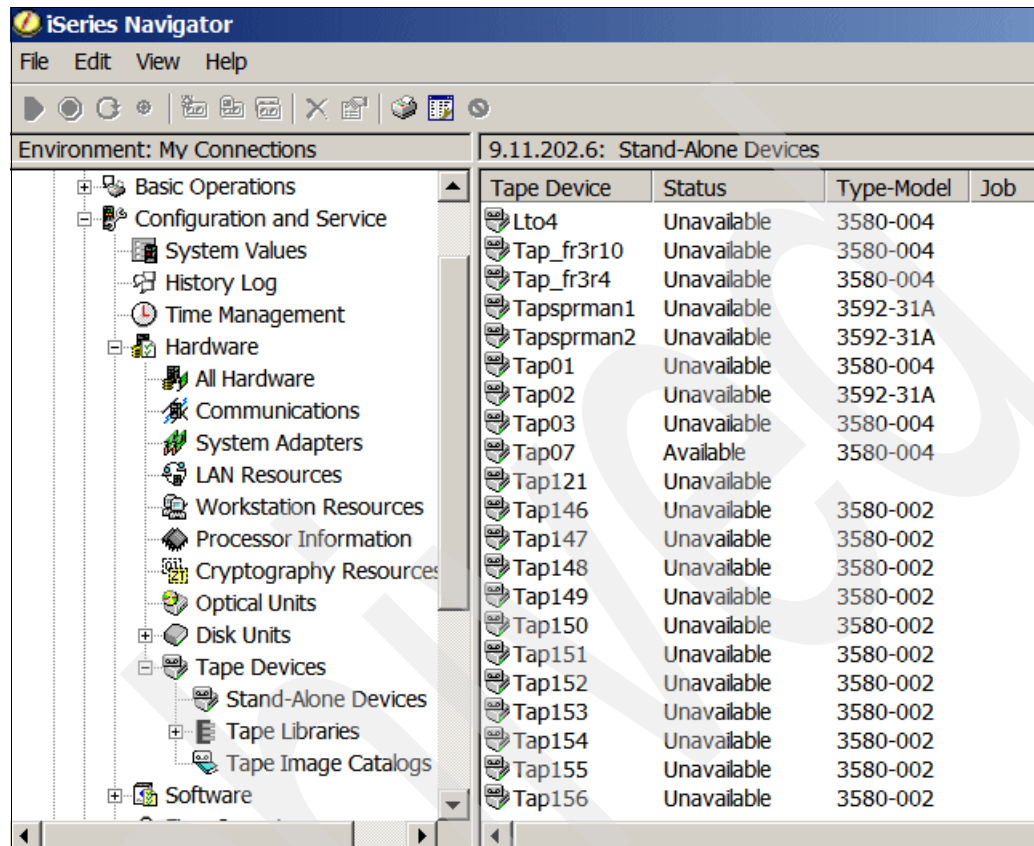 iSeries Navigator
File Edit View Help
Environment: My Connections
9.11.202.6: Stand-Alone Devices
Basic Operations
Configuration and Service
System Values
History Log
Time Management
Hardware
All Hardware
Communications
System Adapters
LAN Resources
Workstation Resources
Processor Information
Cryptography Resources
Optical Units
Disk Units
Tape Devices
Stand-Alone Devices
Tape Libraries
Tape Image Catalogs
Software
Tape Device Status Type-Model Job
Lto4 Unavailable 3580-004
Tap_fr3r10 Unavailable 3580-004
Tap_fr3r4 Unavailable 3580-004
Tapsprman1 Unavailable 3592-31A
Tapsprman2 Unavailable 3592-31A
Tap01 Unavailable 3580-004
Tap02 Unavailable 3592-31A
Tap03 Unavailable 3580-004
Tap07 Available 3580-004
Tap121 Unavailable
Tap146 Unavailable 3580-002
Tap147 Unavailable 3580-002
Tap148 Unavailable 3580-002
Tap149 Unavailable 3580-002
Tap150 Unavailable 3580-002
Tap151 Unavailable 3580-002
Tap152 Unavailable 3580-002
Tap153 Unavailable 3580-002
Tap154 Unavailable 3580-002
Tap155 Unavailable 3580-002
Tap156 Unavailable 3580-002